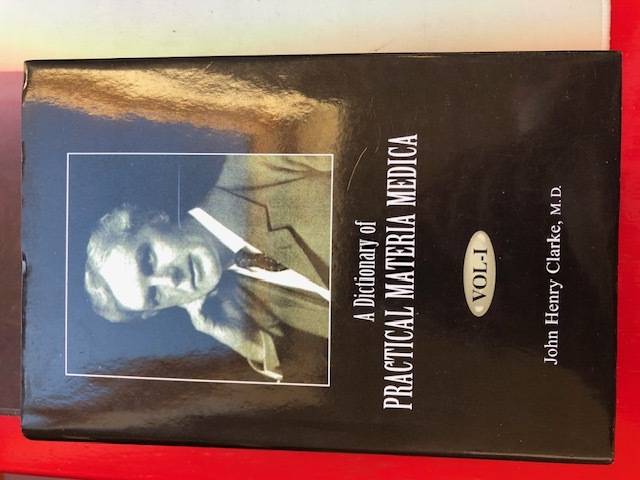 A Dictionary of
PRACTICAL MATERIA MEDICA
VOL-I
John Henry Clarke, M.D.